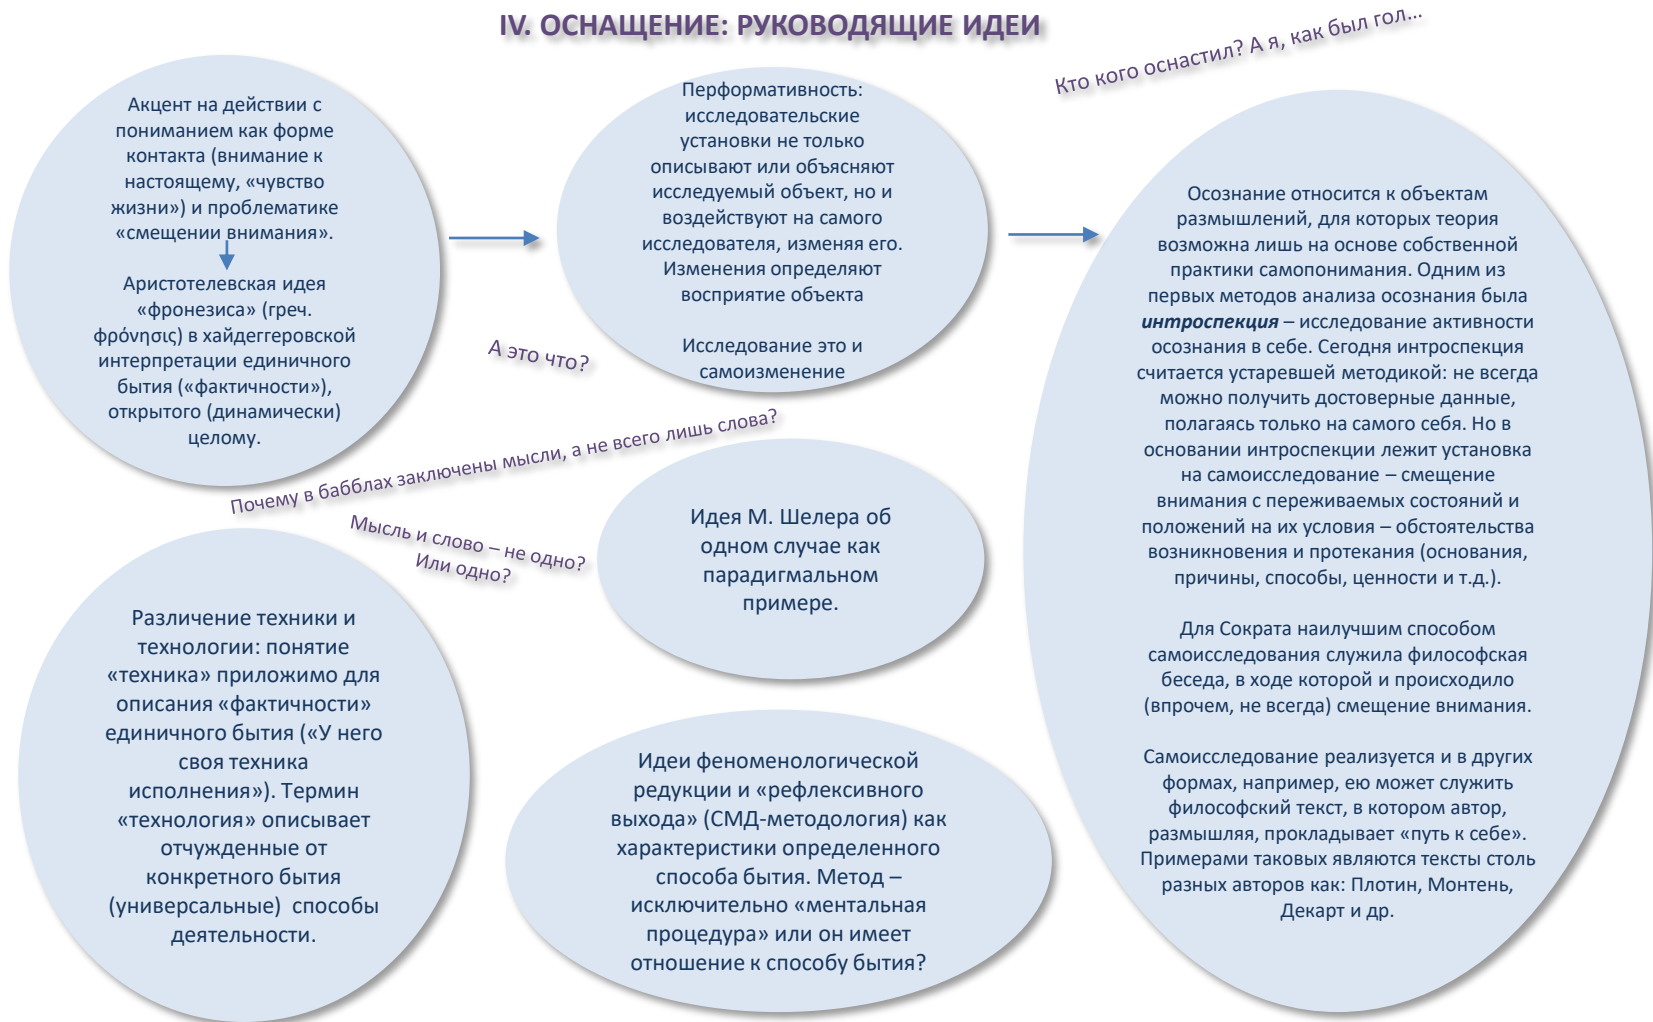 IV. ОСНАЩЕНИЕ: РУКОВОДЯЩИЕ ИДЕИ
Кто кого оснастил? А я, как был гол…
Акцент на действии с
пониманием как форме
контакта (внимание к
настоящему, «чувство
жизни») и проблематике
«смещении внимания».
Аристотелевская идея
«фронезиса» (греч.
φρόνησις) в хайдеггеровской
интерпретации единичного
бытия («фактичности»),
открытого (динамически)
целому.
Перформативность:
исследовательские
установки не только
описывают или объясняют
исследуемый объект, но и
воздействуют на самого
исследователя, изменяя его.
Изменения определяют
восприятие объекта
Исследование это и
самоизменение
А это что?
Осознание относится к объектам
размышлений, для которых теория
возможна лишь на основе собственной
практики самопонимания. Одним из
первых методов анализа осознания была
интроспекция – исследование активности
осознания в себе. Сегодня интроспекция
считается устаревшей методикой: не всегда
можно получить достоверные данные,
полагаясь только на самого себя. Но в
основании интроспекции лежит установка
на самоисследование – смещение
внимания с переживаемых состояний и
положений на их условия – обстоятельства
возникновения и протекания (основания,
причины, способы, ценности и т.д.).
Для Сократа наилучшим способом
самоисследования служила философская
беседа, в ходе которой и происходило
(впрочем, не всегда) смещение внимания.
Самоисследование реализуется и в других
формах, например, ею может служить
философский текст, в котором автор,
размышляя, прокладывает «путь к себе».
Примерами таковых являются тексты столь
разных авторов как: Плотин, Монтень,
Декарт и др.
Почему в бабблах заключены мысли, а не всего лишь слова?
Мысль и слово – не одно?
Или одно?
Идея М. Шелера об
одном случае как
парадигмальном
примере.
Различение техники и
технологии: понятие
«техника» приложимо для
описания «фактичности»
единичного бытия («У него
своя техника
исполнения»). Термин
«технология» описывает
отчужденные от
конкретного бытия
(универсальные) способы
деятельности.
Идеи феноменологической
редукции и «рефлексивного
выхода» (СМД-методология) как
характеристики определенного
способа бытия. Метод –
исключительно «ментальная
процедура» или он имеет
отношение к способу бытия?